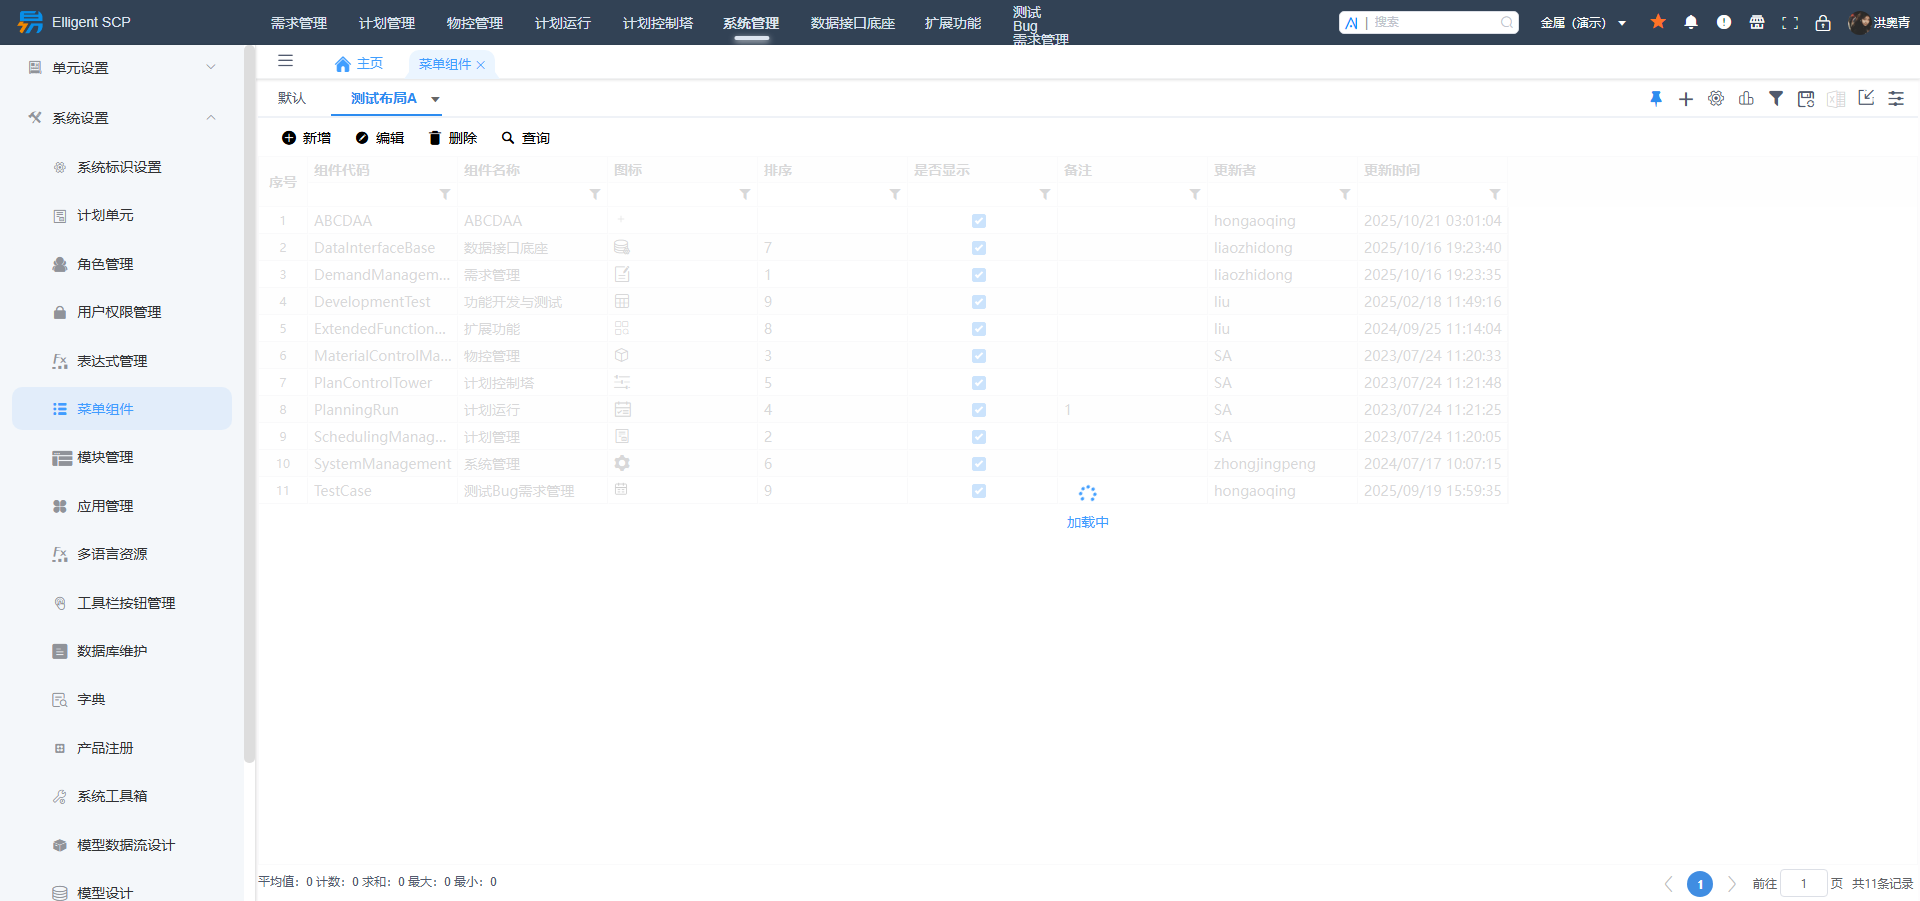 Elligent SCP
需求管理 计划管理 物控管理 计划运行 计划控制塔 系统管理 数据接口底座 扩展功能 测试 Bug 需求管理
AI | 搜索
金属（演示）
洪奥青
单元设置
系统设置
系统标识设置
计划单元
角色管理
用户权限管理
表达式管理
菜单组件
模块管理
应用管理
多语言资源
工具栏按钮管理
数据库维护
字典
产品注册
系统工具箱
模型数据流设计
模型设计
主页 菜单组件
默认 测试布局A
新增 编辑 删除 查询
序号 组件代码 组件名称 图标 排序 是否显示 备注 更新者 更新时间
1 ABCDAA ABCDAA + hongaoqing 2025/10/21 03:01:04
2 DataInterfaceBase 数据接口底座 7 liaozhidong 2025/10/16 19:23:40
3 DemandManagem... 需求管理 1 liaozhidong 2025/10/16 19:23:35
4 DevelopmentTest 功能开发与测试 9 liu 2025/02/18 11:49:16
5 ExtendedFunction... 扩展功能 8 liu 2024/09/25 11:14:04
6 MaterialControlMa... 物控管理 3 SA 2023/07/24 11:20:33
7 PlanControlTower 计划控制塔 5 SA 2023/07/24 11:21:48
8 PlanningRun 计划运行 4 1 SA 2023/07/24 11:21:25
9 SchedulingManag... 计划管理 2 SA 2023/07/24 11:20:05
10 SystemManagement 系统管理 6 zhongjingpeng 2024/07/17 10:07:15
11 TestCase 测试Bug需求管理 9 hongaoqing 2025/09/19 15:59:35
加载中
平均值：0 计数：0 求和：0 最大：0 最小：0
1 前往 1 页 共11条记录